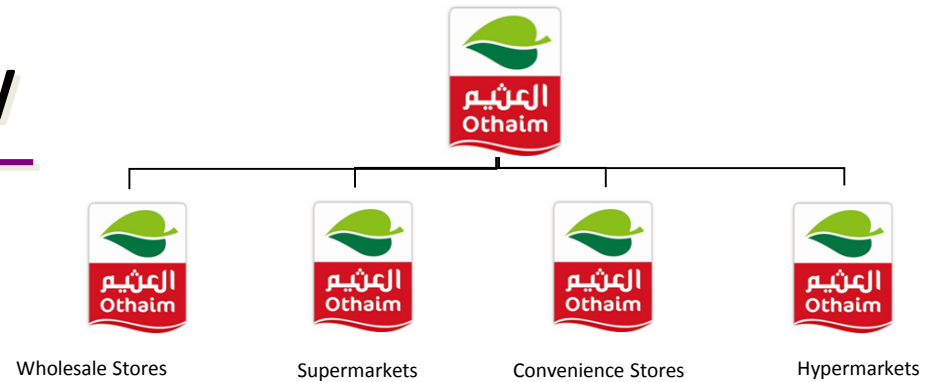 العثيم
Othaim
العثيم
Othaim
العثيم
Othaim
العثيم
Othaim
العثيم
Othaim
Wholesale Stores
Supermarkets
Convenience Stores
Hypermarkets